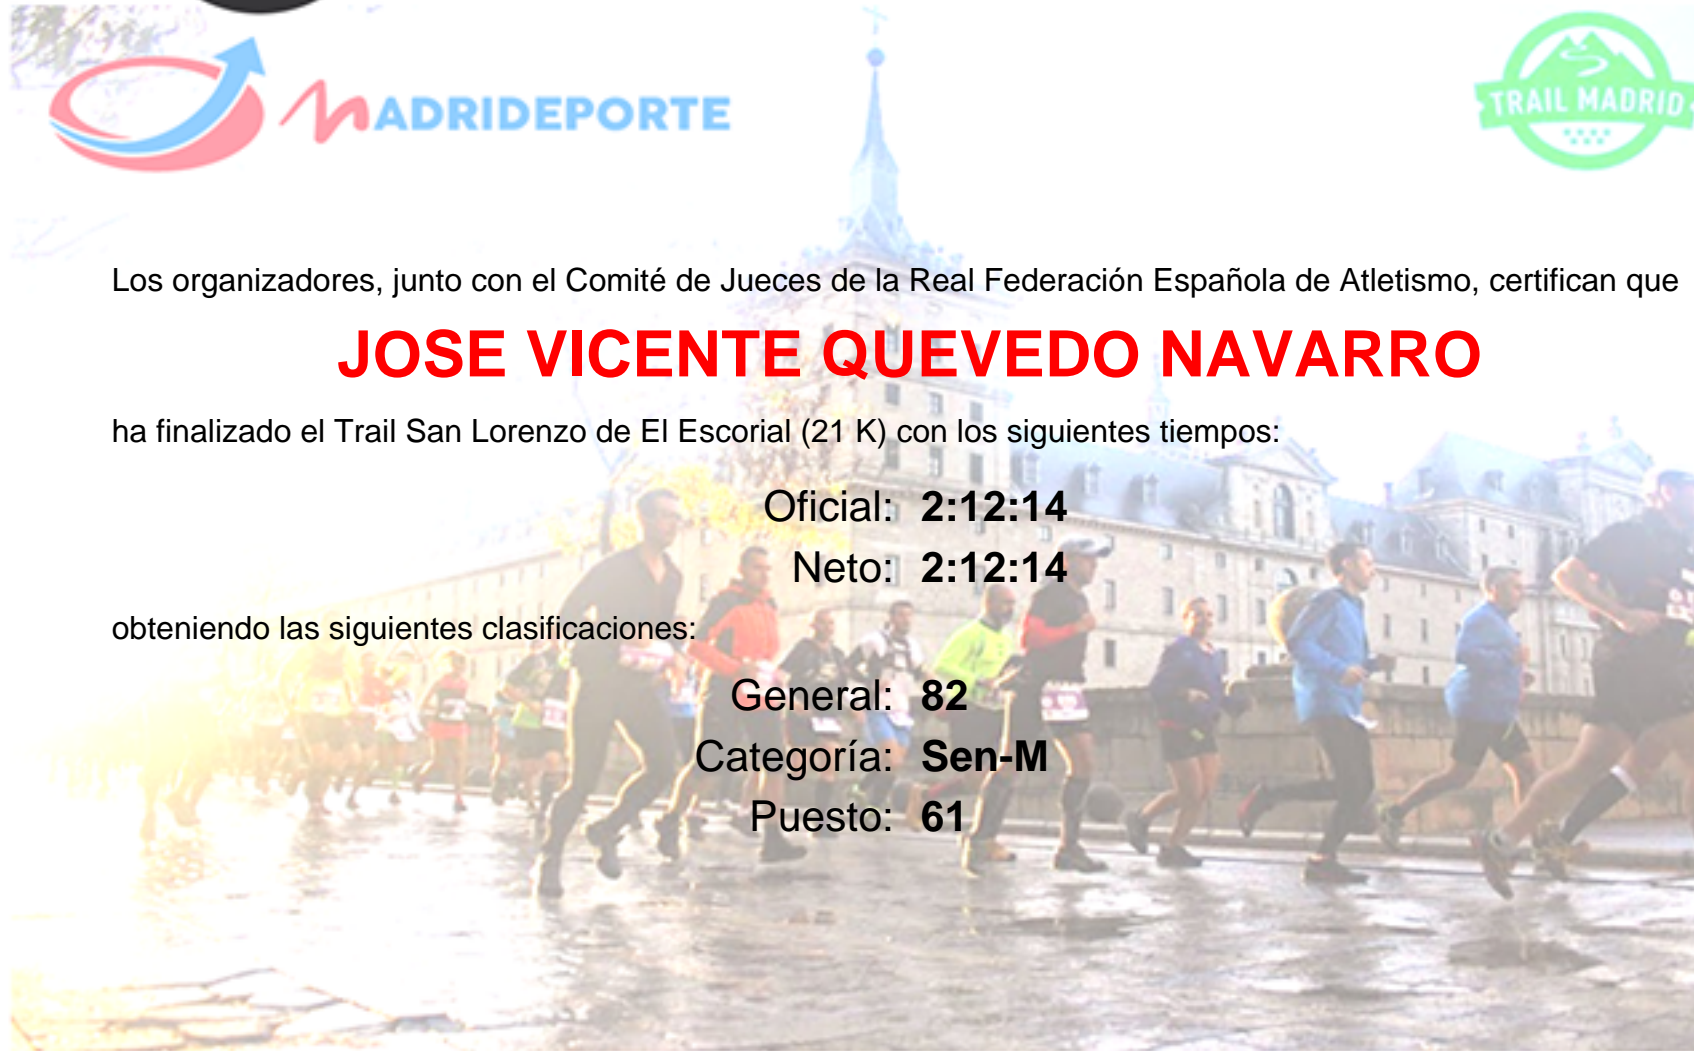 MADRIDEPORTE
TRAIL MADRID
Los organizadores, junto con el Comité de Jueces de la Real Federación Española de Atletismo, certifican que
JOSE VICENTE QUEVEDO NAVARRO
ha finalizado el Trail San Lorenzo de El Escorial (21 K) con los siguientes tiempos:
Oficial: 2:12:14
Neto: 2:12:14
obteniendo las siguientes clasificaciones:
General: 82
Categoría: Sen-M
Puesto: 61